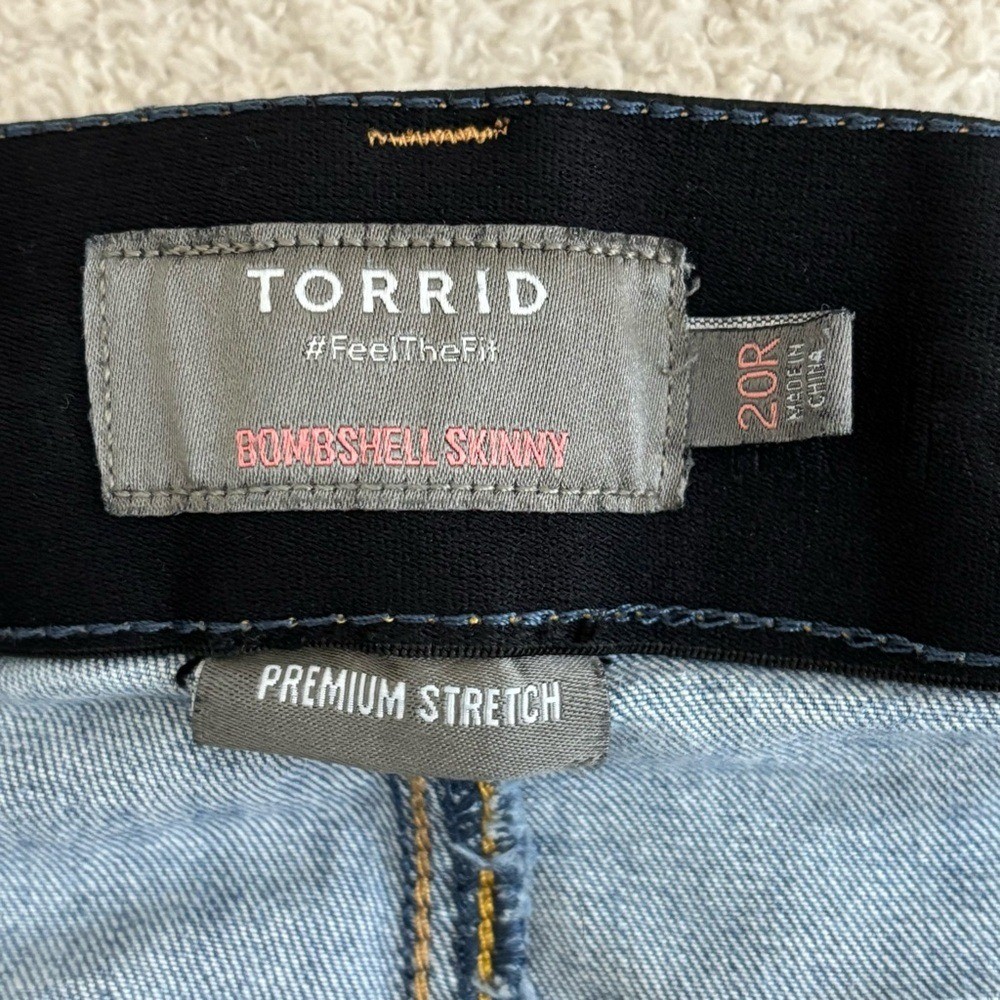 TORRID
#FeelTheFit
BOMBSHELL SKINNY
20R
MADE IN
CHINA
PREMIUM STRETCH